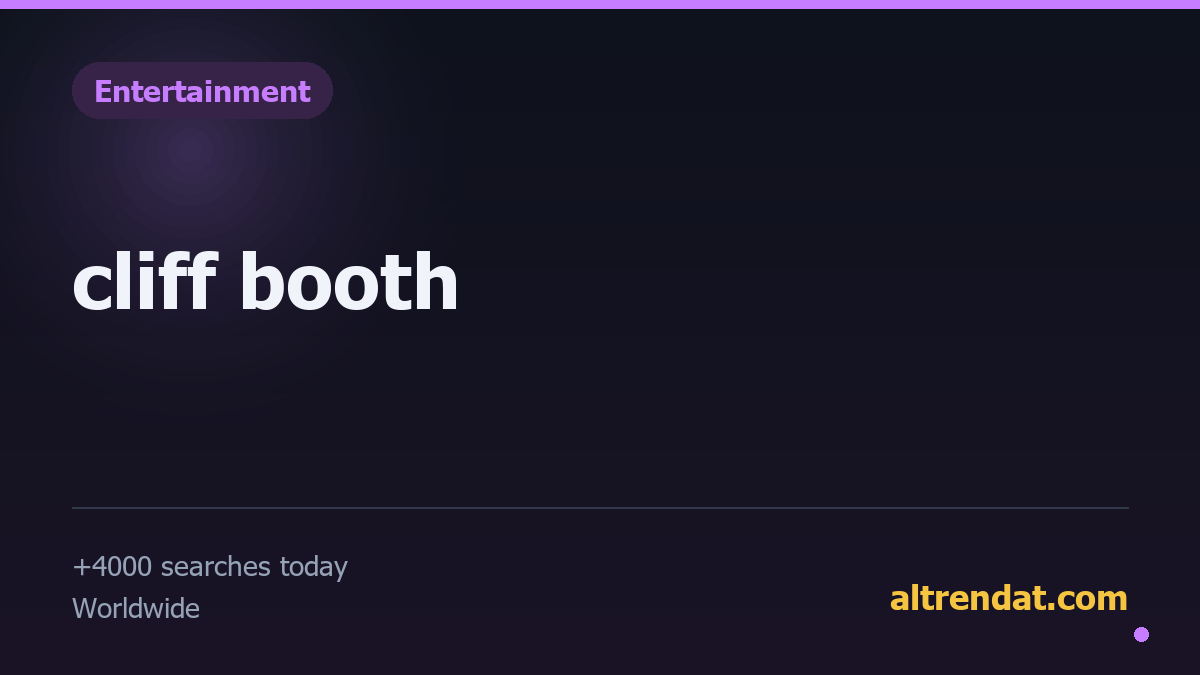 Entertainment
cliff booth
+4000 searches today
Worldwide
altrendat.com